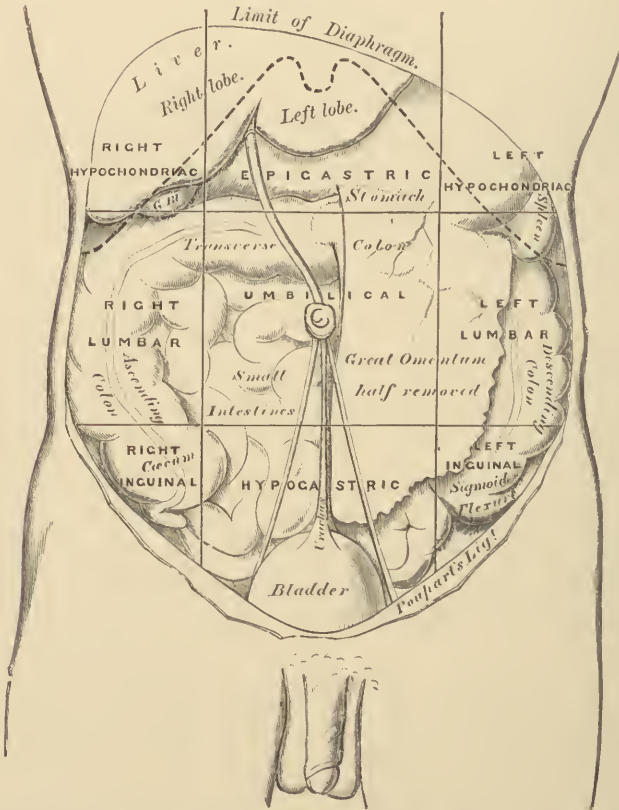 Limit of Diaphragm.
Liver.
Right lobe.
Left lobe.
RIGHT
HYPOCHONDRIAC
EPIGASTRIC
LEFT
HYPOCHONDRIAC
G. Bl.
Stomach
Spleen
Transverse Colon
UMBILICAL
RIGHT
LUMBAR
LEFT
LUMBAR
Ascending
Colon
Small
Intestines
Great Omentum
half removed
Descending
Colon
RIGHT
Cæcum
INGUINAL
HYPOGASTRIC
LEFT
INGUINAL
Sigmoid
Flexure
Urachus
Bladder
Poupart's Ligt